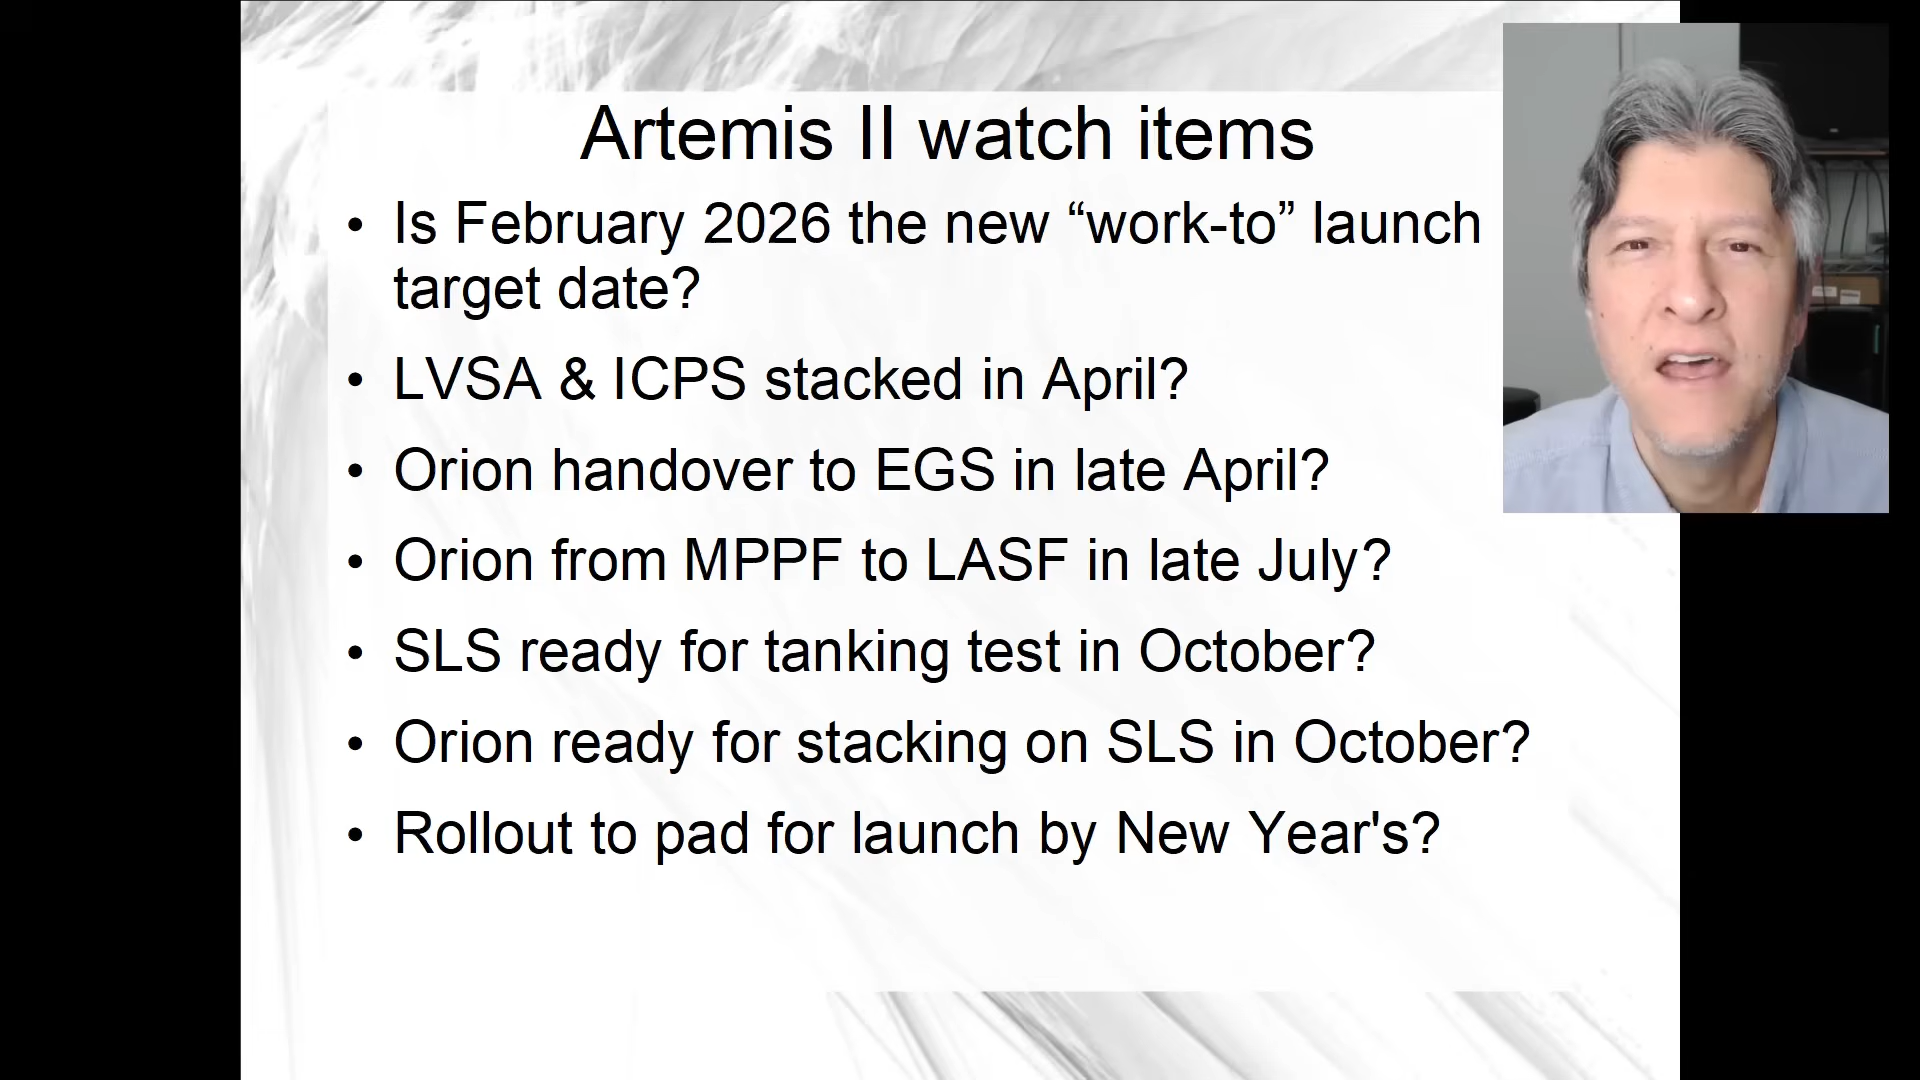 Artemis II watch items
• Is February 2026 the new “work-to” launch
target date?
• LVSA & ICPS stacked in April?
• Orion handover to EGS in late April?
• Orion from MPPF to LASF in late July?
• SLS ready for tanking test in October?
• Orion ready for stacking on SLS in October?
• Rollout to pad for launch by New Year's?